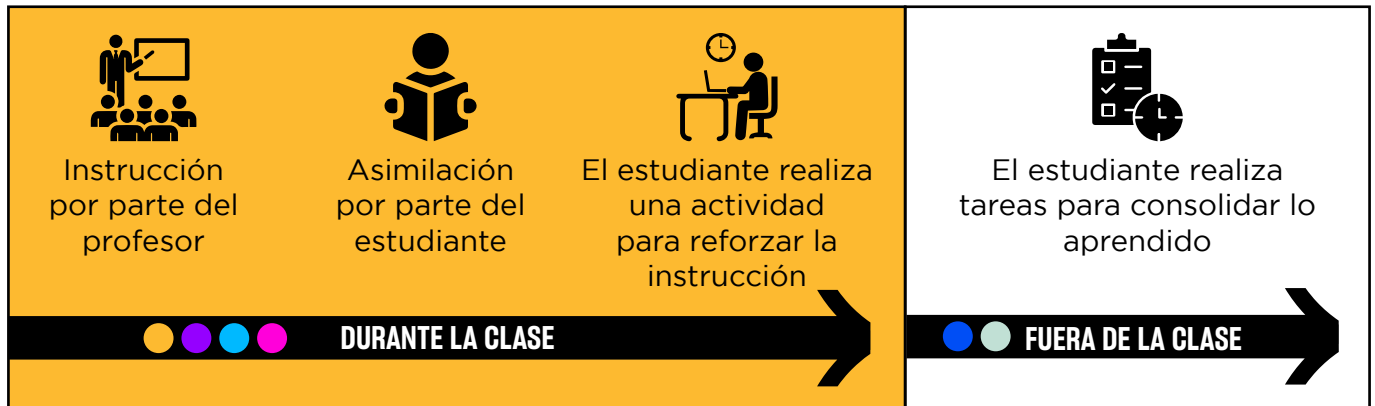 Instrucción
por parte del
profesor
Asimilación
por parte del
estudiante
El estudiante realiza
una actividad
para reforzar la
instrucción
DURANTE LA CLASE
El estudiante realiza
tareas para consolidar lo
aprendido
FUERA DE LA CLASE